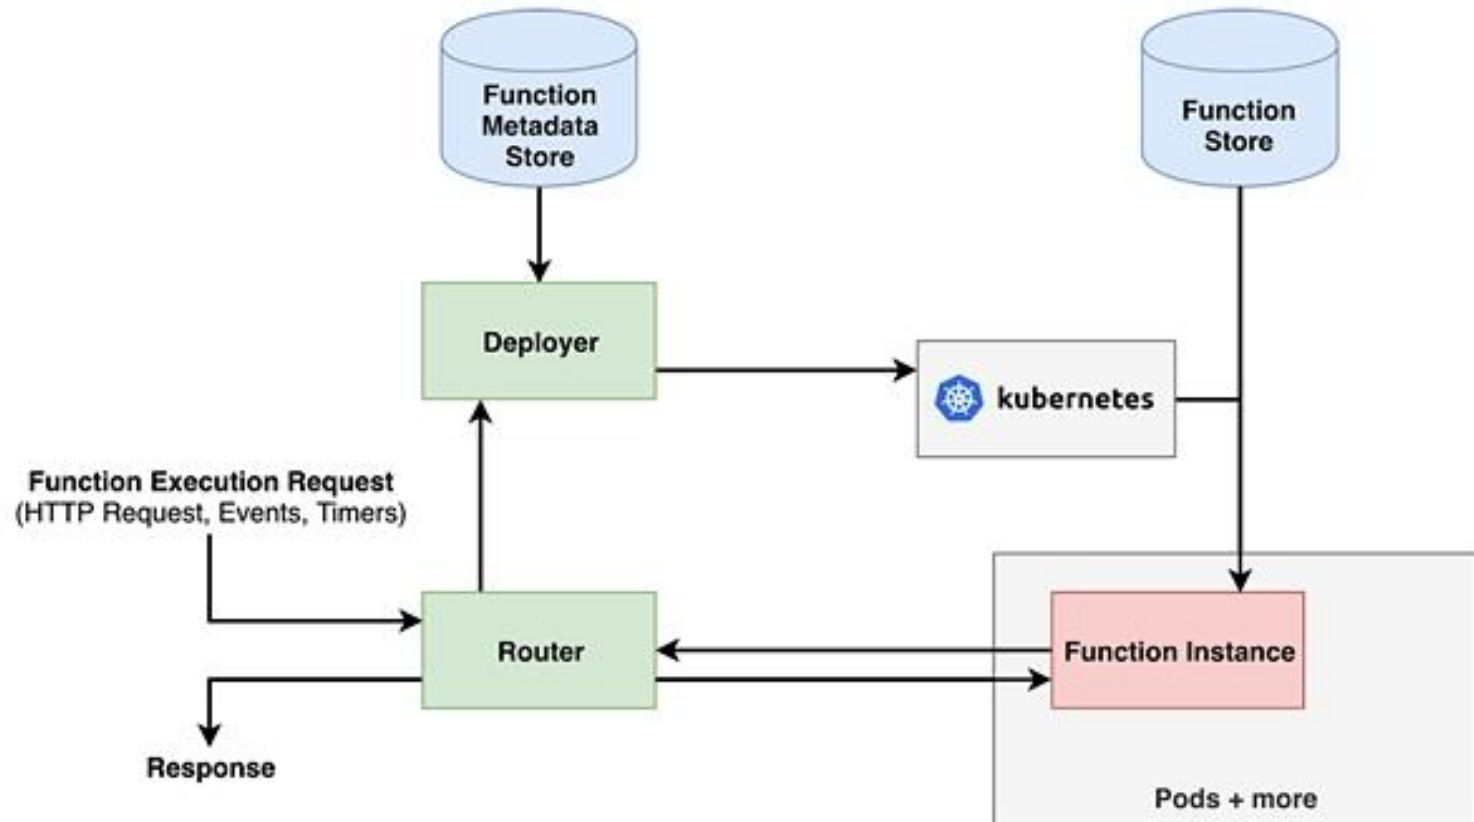 Function
Metadata
Store
Function
Store
Deployer
kubernetes
Function Execution Request
(HTTP Request, Events, Timers)
Router
Function Instance
Response
Pods + more